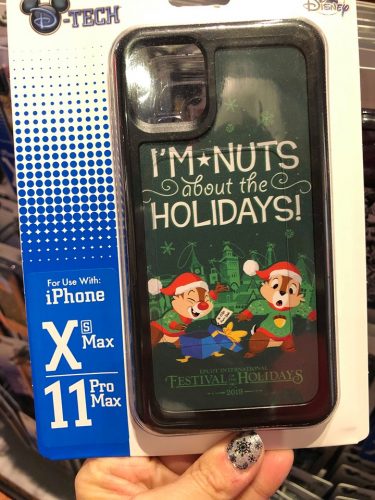 D-TECH
Disney
I'M★NUTS
about the
HOLIDAYS!
For Use With:
iPhone
Xs Max
11 Pro Max
EPCOT INTERNATIONAL
FESTIVAL OF THE HOLIDAYS
2019